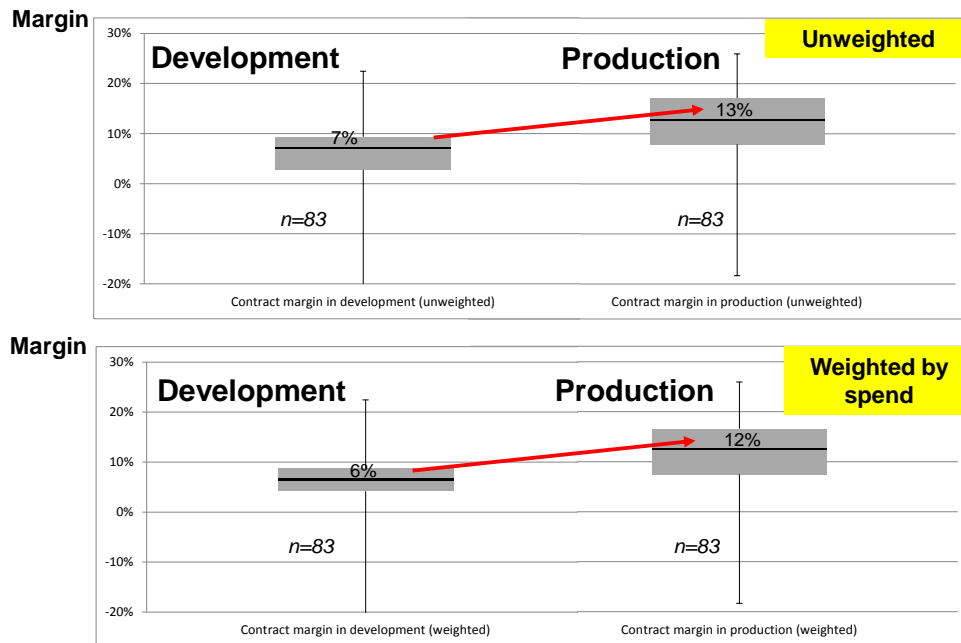 Margin
30%
Unweighted
Development
Production
20%
13%
10%
7%
0%
n=83
n=83
-10%
-20%
Contract margin in development (unweighted)
Contract margin in production (unweighted)
Margin
30%
Weighted by
spend
Development
Production
20%
12%
10%
6%
0%
n=83
n=83
-10%
-20%
Contract margin in development (weighted)
Contract margin in production (weighted)